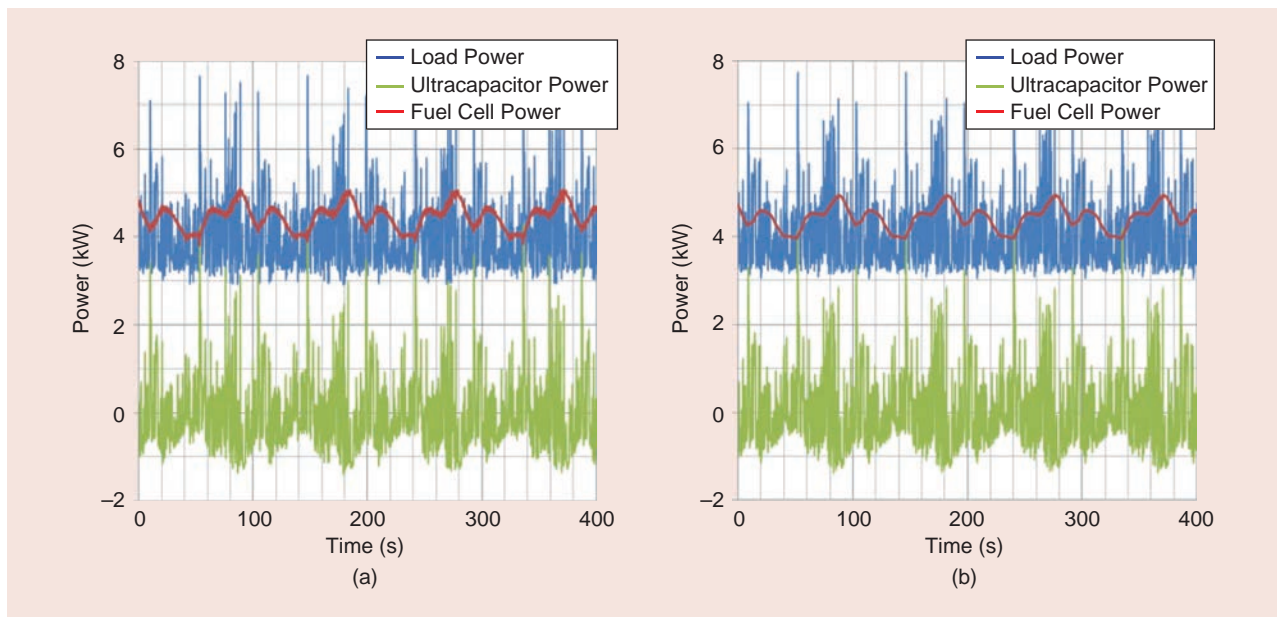 8
6
4
2
0
–2
Power (kW)
0 100 200 300 400
Time (s)
(a)
Load Power
Ultracapacitor Power
Fuel Cell Power
8
6
4
2
0
–2
Power (kW)
0 100 200 300 400
Time (s)
(b)
Load Power
Ultracapacitor Power
Fuel Cell Power